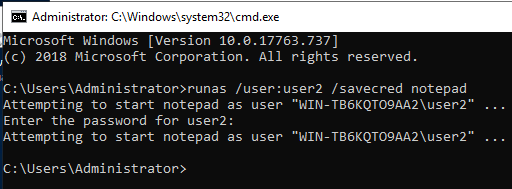 Administrator: C:\Windows\system32\cmd.exe
Microsoft Windows [Version 10.0.17763.737]
(c) 2018 Microsoft Corporation. All rights reserved.
C:\Users\Administrator>runas /user:user2 /savecred notepad
Attempting to start notepad as user "WIN-TB6KQTO9AA2\user2" ...
Enter the password for user2:
Attempting to start notepad as user "WIN-TB6KQTO9AA2\user2" ...
C:\Users\Administrator>